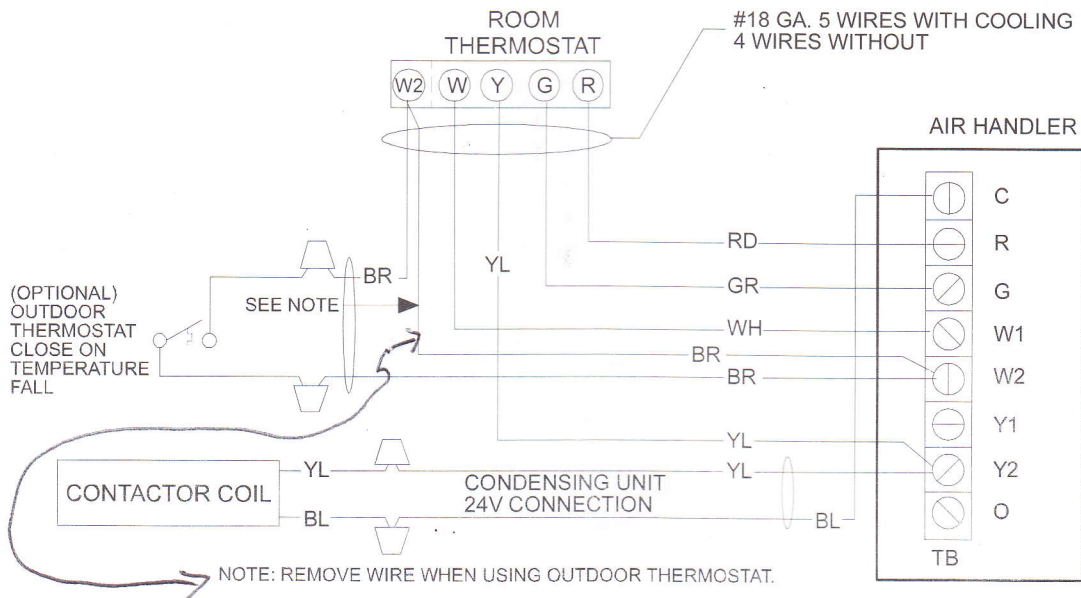 ROOM
THERMOSTAT
#18 GA. 5 WIRES WITH COOLING
4 WIRES WITHOUT
W2 W Y G R
AIR HANDLER
C
RD
R
YL
BR
GR
G
(OPTIONAL)
OUTDOOR
THERMOSTAT
CLOSE ON
TEMPERATURE
FALL
SEE NOTE
WH
W1
BR
BR
W2
Y1
YL
CONTACTOR COIL
YL
YL
Y2
CONDENSING UNIT
24V CONNECTION
BL
BL
O
TB
NOTE: REMOVE WIRE WHEN USING OUTDOOR THERMOSTAT.